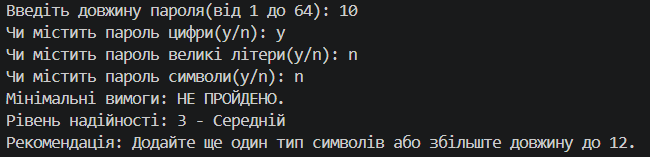 Введіть довжину пароля(від 1 до 64): 10
Чи містить пароль цифри(y/n): y
Чи містить пароль великі літери(y/n): n
Чи містить пароль символи(y/n): n
Мінімальні вимоги: НЕ ПРОЙДЕНО.
Рівень надійності: 3 - Середній
Рекомендація: Додайте ще один тип символів або збільште довжину до 12.